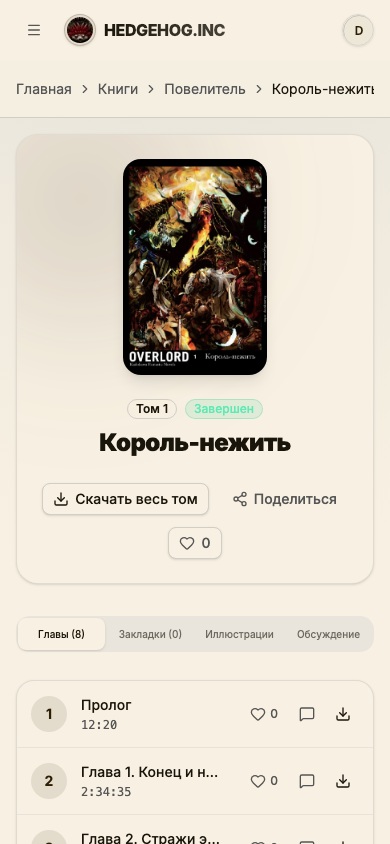 HEDGEHOG.INC
D
Главная > Книги > Повелитель > Король-нежить
OVERLORD 1 Король-нежить
Том 1 Завершен
Король-нежить
Скачать весь том Поделиться
0
Главы (8) Закладки (0) Иллюстрации Обсуждение
1 Пролог 0
12:20
2 Глава 1. Конец и н... 0
2:34:35
Глава 2. Стражи э...